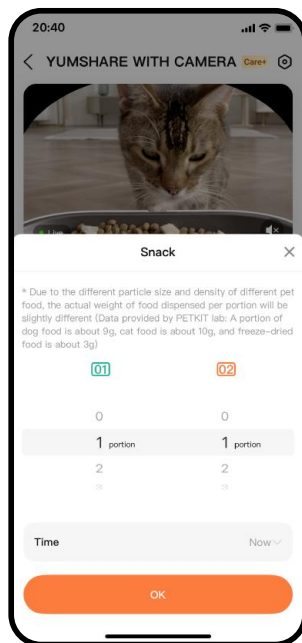 20:40
YUMSHARE WITH CAMERA Care+
Live
Snack
* Due to the different particle size and density of different pet
food, the actual weight of food dispensed per portion will be
slightly different (Data provided by PETKIT lab: A portion of
dog food is about 9g, cat food is about 10g, and freeze-dried
food is about 3g)
01 02
0 0
1 portion 1 portion
2 2
3 3
Time Now
OK